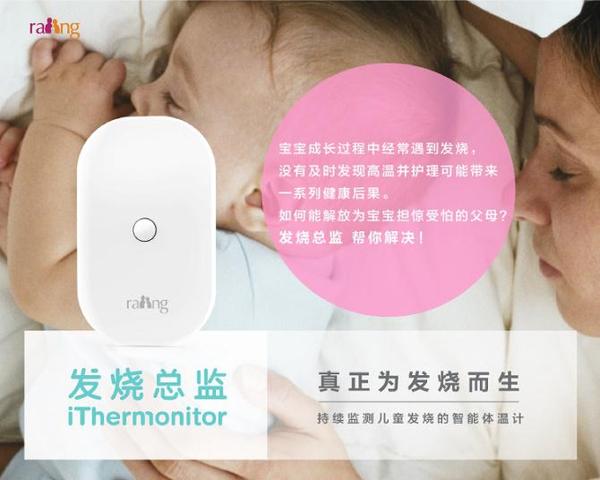 raiing
宝宝成长过程中经常遇到发烧，
没有及时发现高温并护理可能带来
一系列健康后果。
如何能解放为宝宝担惊受怕的父母?
发烧总监 帮你解决！
raiing
发烧总监
iThermonitor
真正为发烧而生
持续监测儿童发烧的智能体温计